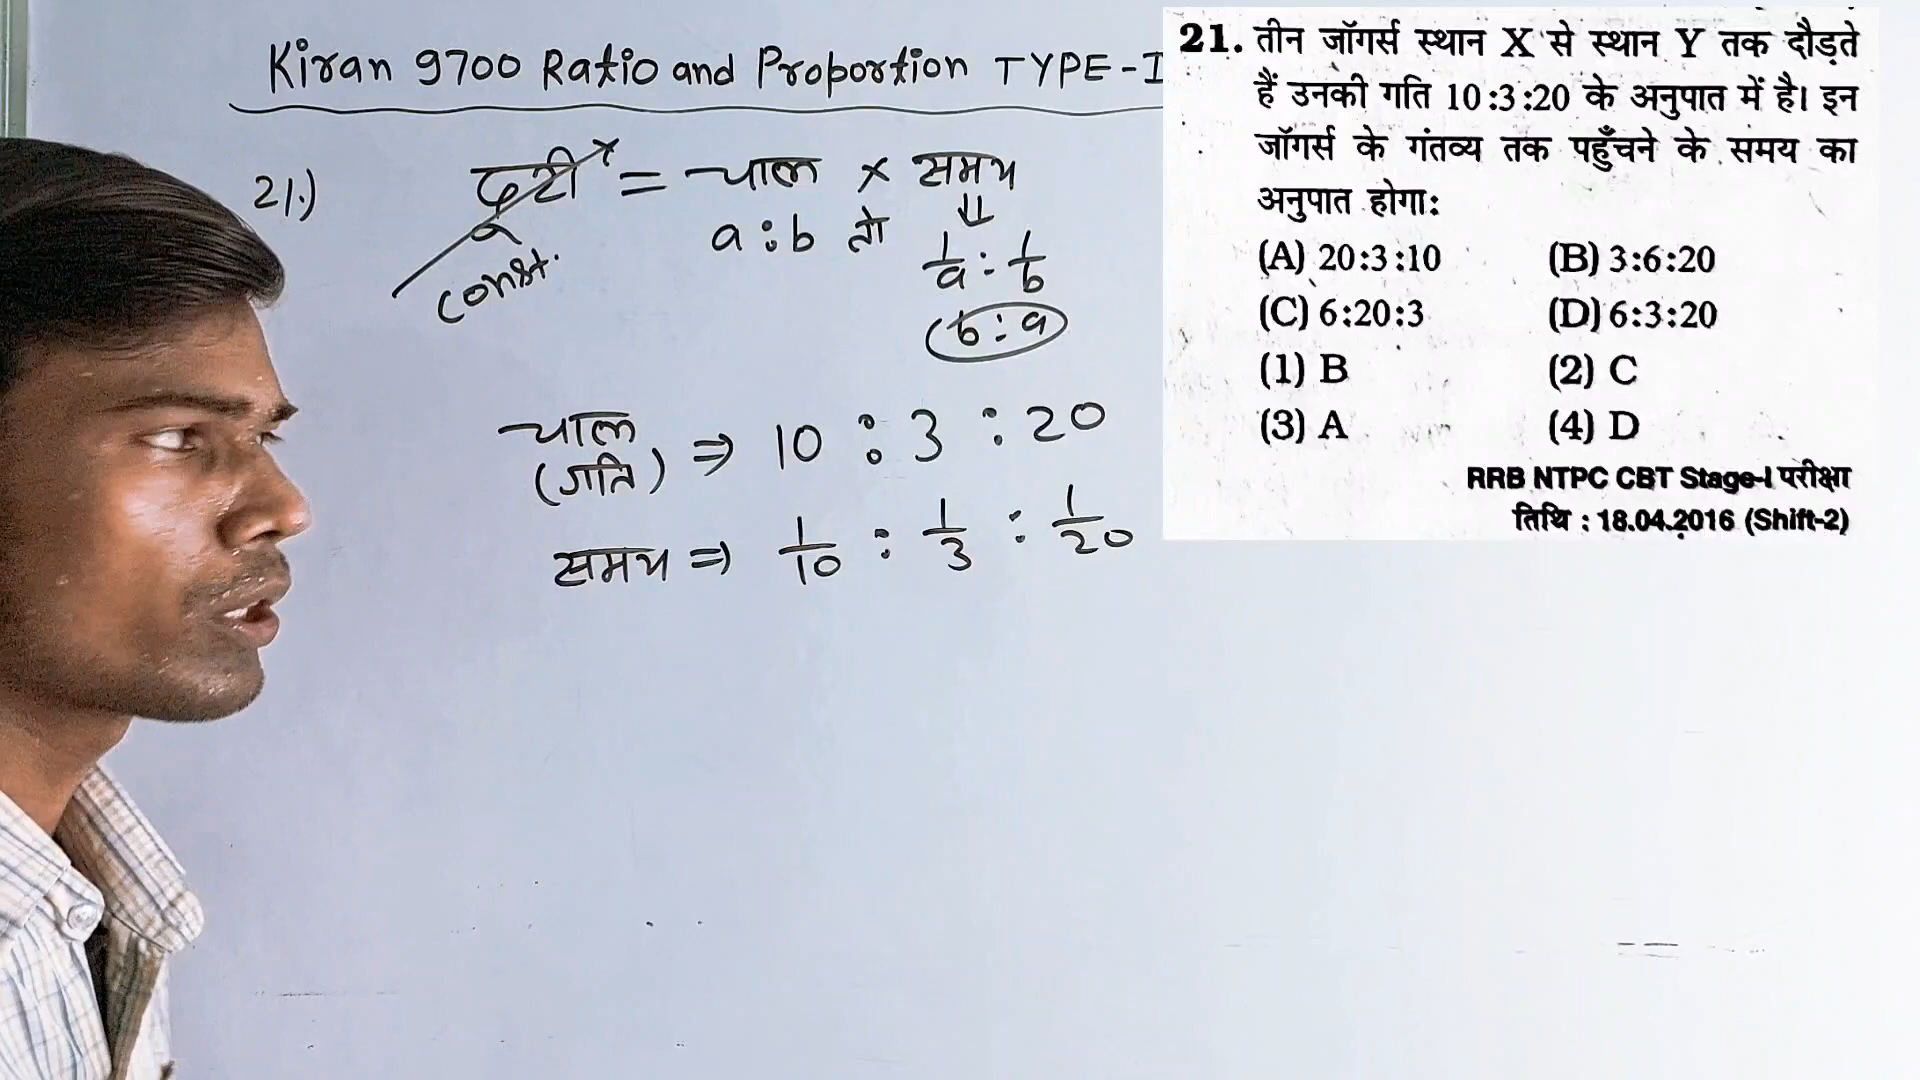 Kiran 9700 Ratio and Proportion TYPE-I
21.) दूरी = चाल × समय
const.
a : b तो
1/a : 1/b
b : a
चाल (गति) ⇒ 10 : 3 : 20
समय ⇒ 1/10 : 1/3 : 1/20
21. तीन जॉगर्स स्थान X से स्थान Y तक दौड़ते
हैं उनकी गति 10:3:20 के अनुपात में है। इन
जॉगर्स के गंतव्य तक पहुँचने के समय का
अनुपात होगा:
(A) 20:3:10 (B) 3:6:20
(C) 6:20:3 (D) 6:3:20
(1) B (2) C
(3) A (4) D
RRB NTPC CBT Stage-I परीक्षा
तिथि : 18.04.2016 (Shift-2)